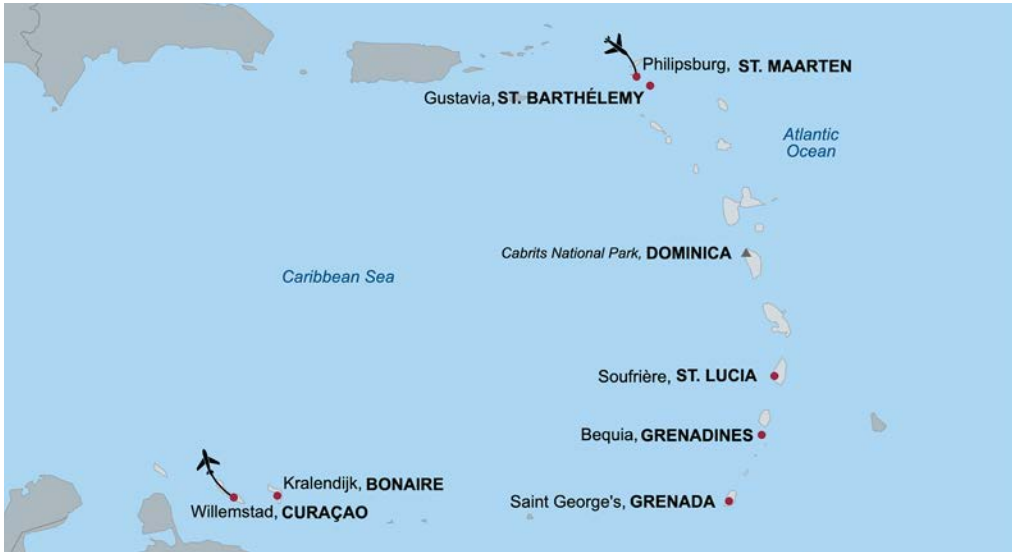 Philipsburg, ST. MAARTEN
Gustavia, ST. BARTHÉLEMY
Atlantic
Ocean
Cabrits National Park, DOMINICA
Caribbean Sea
Soufrière, ST. LUCIA
Bequia, GRENADINES
Kralendijk, BONAIRE
Saint George's, GRENADA
Willemstad, CURAÇAO